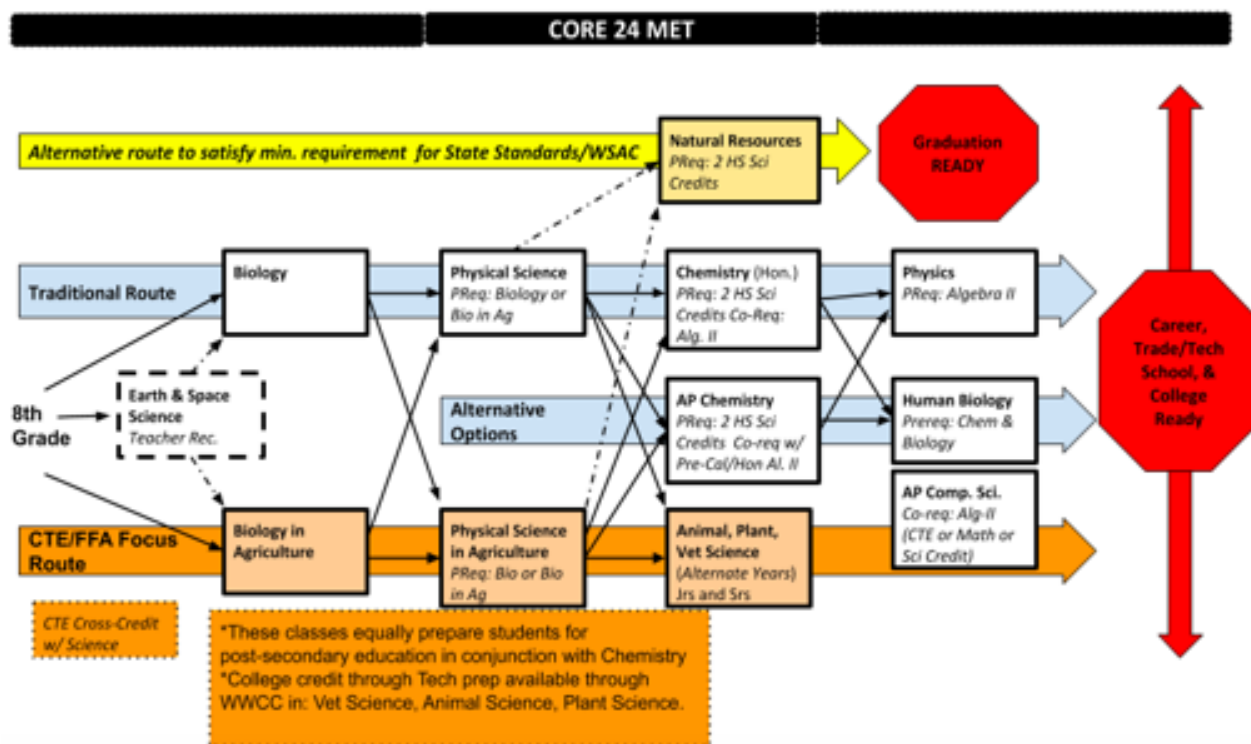 CORE 24 MET
Alternative route to satisfy min. requirement for State Standards/WSAC
Natural Resources
PReq: 2 HS Sci
Credits
Graduation
READY
Traditional Route
Biology
Physical Science
PReq: Biology or
Bio in Ag
Chemistry (Hon.)
PReq: 2 HS Sci
Credits Co-Req:
Alg. II
Physics
PReq: Algebra II
Career,
Trade/Tech
School, &
College
Ready
8th
Grade
Earth & Space
Science
Teacher Rec.
Alternative
Options
AP Chemistry
PReq: 2 HS Sci
Credits Co-req w/
Pre-Cal/Hon Al. II
Human Biology
Prereq: Chem &
Biology
AP Comp. Sci.
Co-req: Alg-II
(CTE or Math or
Sci Credit)
CTE/FFA Focus
Route
Biology in
Agriculture
Physical Science
in Agriculture
PReq: Bio or Bio
in Ag
Animal, Plant,
Vet Science
(Alternate Years)
Jrs and Srs
CTE Cross-Credit
w/ Science
*These classes equally prepare students for
post-secondary education in conjunction with Chemistry
*College credit through Tech prep available through
WWCC in: Vet Science, Animal Science, Plant Science.